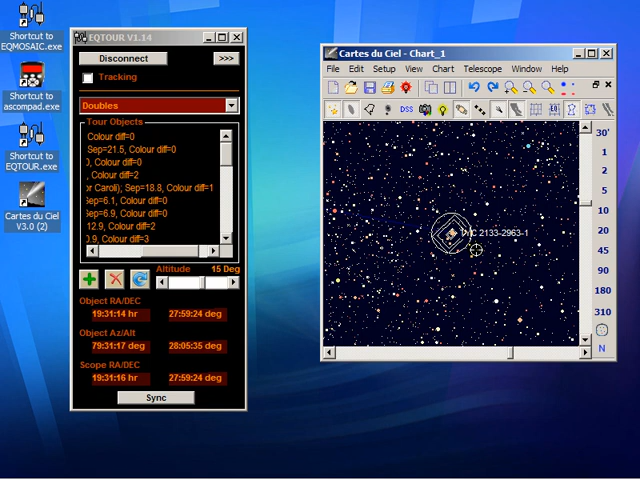 Shortcut to
EQMOSAIC.exe
Shortcut to
ascompad.exe
Shortcut to
EQTOUR.exe
Cartes du Ciel
V3.0 (2)
EQTOUR V1.14
Disconnect
>>>
Tracking
Doubles
Tour Objects
Colour diff=0
Sep=21.5, Colour diff=0
0, Colour diff=0
, Colour diff=2
or Caroli); Sep=18.8, Colour diff=1
Sep=6.1, Colour diff=0
Sep=6.9, Colour diff=0
12.9, Colour diff=2
0.9, Colour diff=3
Altitude 15 Deg
Object RA/DEC
19:31:14 hr 27:59:24 deg
Object Az/Alt
79:31:17 deg 28:05:35 deg
Scope RA/DEC
19:31:16 hr 27:59:24 deg
Sync
Cartes du Ciel - Chart_1
File Edit Setup View Chart Telescope Window Help
DSS
EQ
2133-2963-1
30'
1
2
5
10
20
45
90
180
310
N